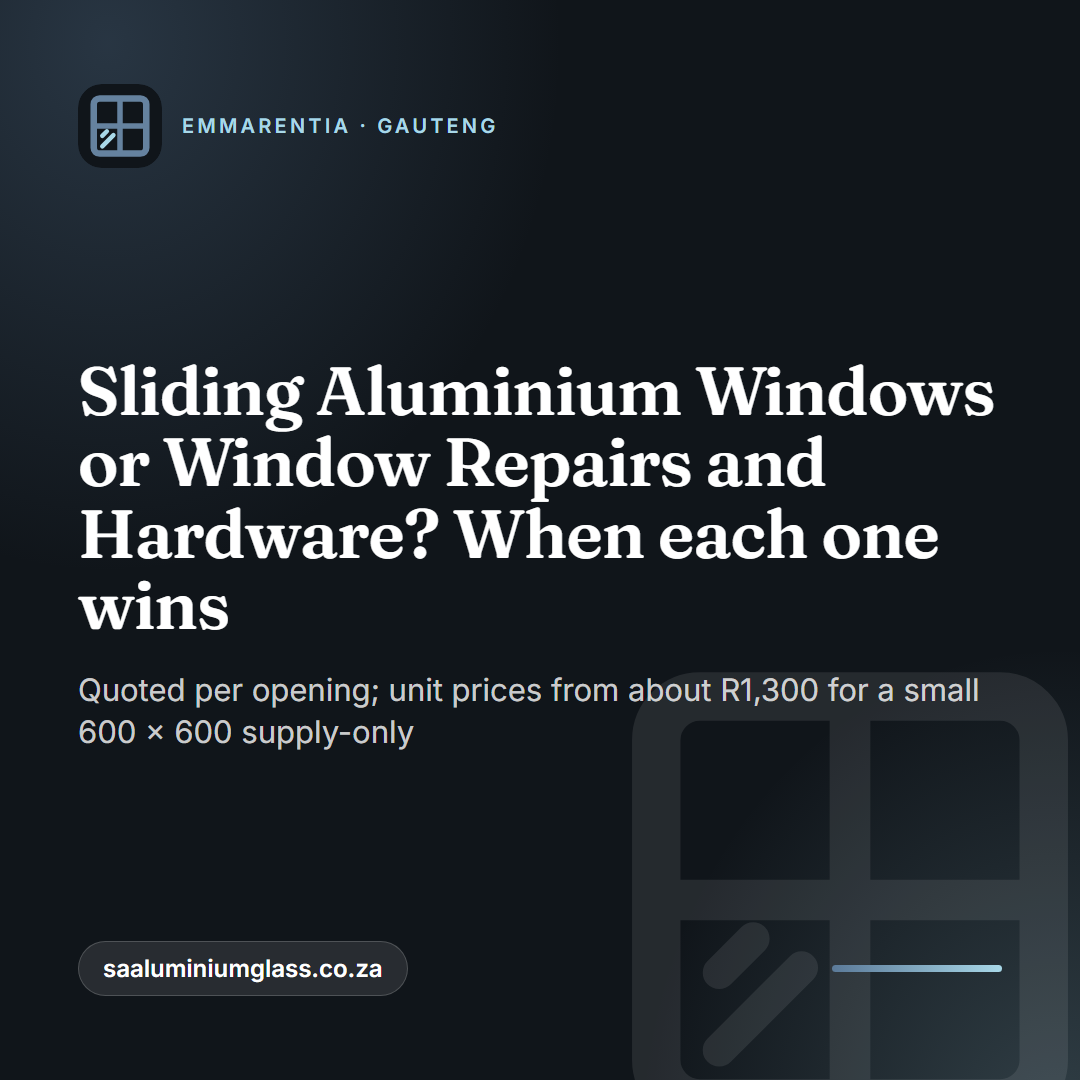 EMMARENTIA · GAUTENG
Sliding Aluminium Windows
or Window Repairs and
Hardware? When each one
wins
Quoted per opening; unit prices from about R1,300 for a small
600 × 600 supply-only
saaluminiumglass.co.za